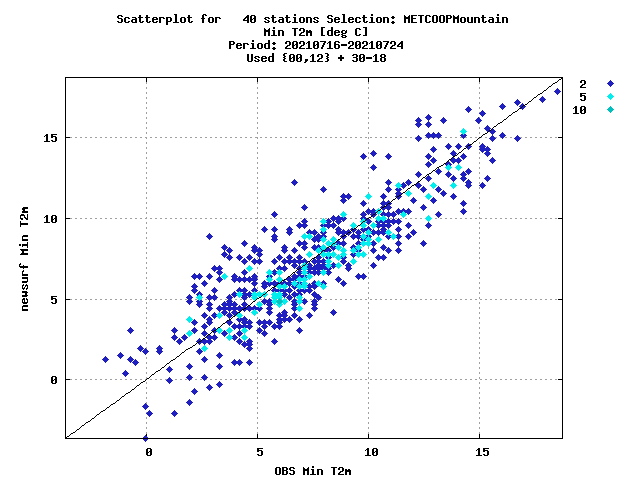 Scatterplot for   40 stations Selection: METCOOPMountain
Min T2m [deg C]
Period: 20210716-20210724
Used {00,12} + 30-18
2
5
10
15
10
5
0
newsurf Min T2m
0 5 10 15
OBS Min T2m